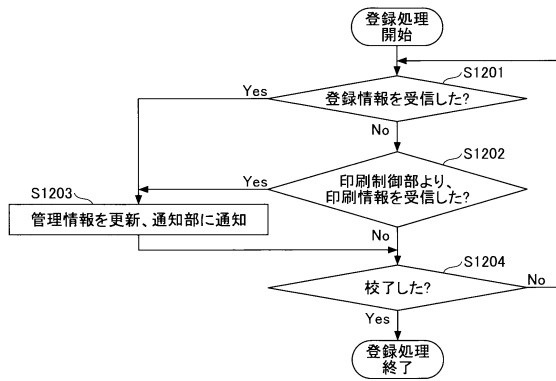 登録処理
開始
S1201
Yes
登録情報を受信した?
No
S1202
S1203
Yes
印刷制御部より、
印刷情報を受信した?
管理情報を更新、通知部に通知
No
S1204
校了した?
No
Yes
登録処理
終了